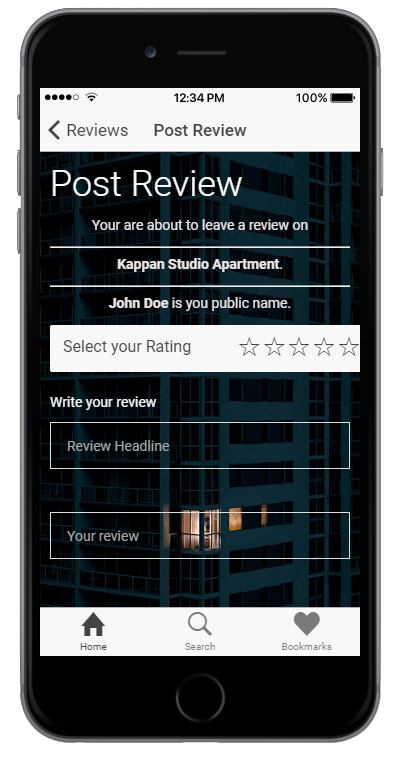 12:34 PM 100%
Reviews Post Review
Post Review
Your are about to leave a review on
Kappan Studio Apartment.
John Doe is you public name.
Select your Rating
Write your review
Review Headline
Your review
Home Search Bookmarks